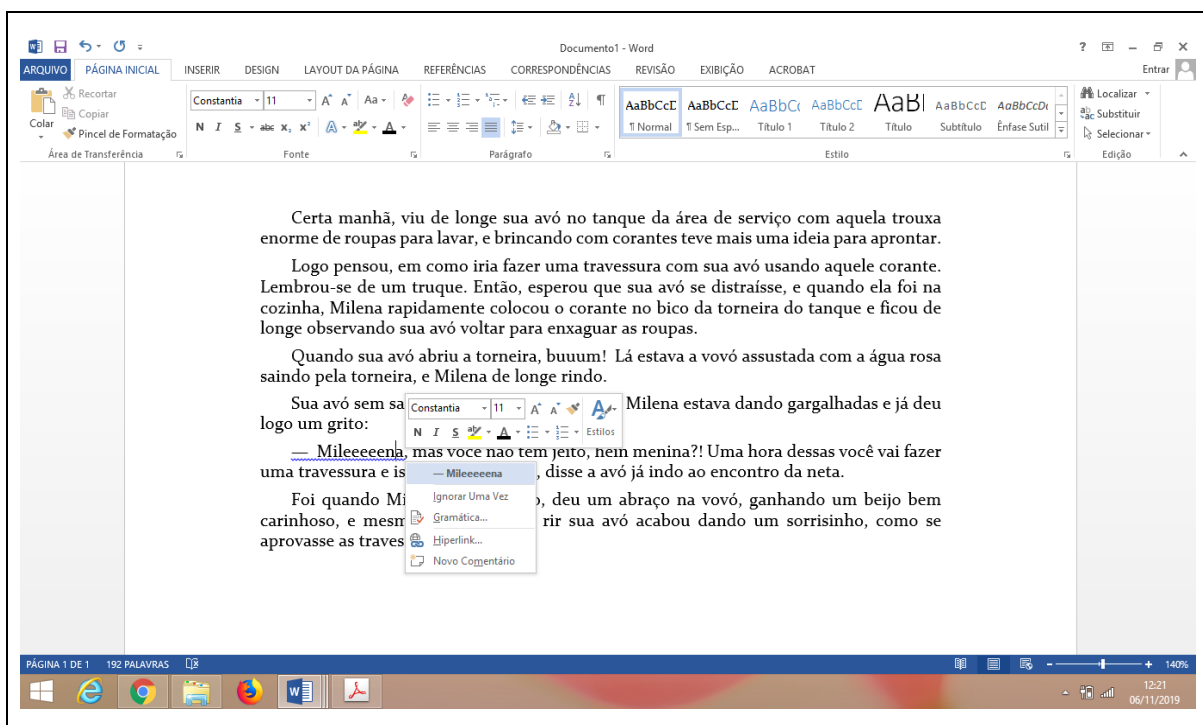 Documento1 - Word
?
ARQUIVO PÁGINA INICIAL INSERIR DESIGN LAYOUT DA PÁGINA REFERÊNCIAS CORRESPONDÊNCIAS REVISÃO EXIBIÇÃO ACROBAT Entrar
Colar
Recortar
Copiar
Pincel de Formatação
Área de Transferência
Constantia 11 Aa
N I S abc X₂ X² A A
Fonte
Parágrafo
AaBbCcD AaBbCcD AaBbCc AaBbCcD AaBl AaBbCcD AaBbCcDc
¶ Normal ¶ Sem Esp... Título 1 Título 2 Título Subtítulo Ênfase Sutil
Estilo
Localizar
Substituir
Selecionar
Edição
Certa manhã, viu de longe sua avó no tanque da área de serviço com aquela trouxa
enorme de roupas para lavar, e brincando com corantes teve mais uma ideia para aprontar.
Logo pensou, em como iria fazer uma travessura com sua avó usando aquele corante.
Lembrou-se de um truque. Então, esperou que sua avó se distraísse, e quando ela foi na
cozinha, Milena rapidamente colocou o corante no bico da torneira do tanque e ficou de
longe observando sua avó voltar para enxaguar as roupas.
Quando sua avó abriu a torneira, buuum! Lá estava a vovó assustada com a água rosa
saindo pela torneira, e Milena de longe rindo.
Sua avó sem sa Milena estava dando gargalhadas e já deu
logo um grito:
— Mileeeeena, mas você não tem jeito, hein menina?! Uma hora dessas você vai fazer
uma travessura e is , disse a avó já indo ao encontro da neta.
Foi quando Mi , deu um abraço na vovó, ganhando um beijo bem
carinhoso, e mesm rir sua avó acabou dando um sorrisinho, como se
aprovasse as traves
Constantia 11
N I S A Estilos
— Mileeeeena
Ignorar Uma Vez
Gramática...
Hiperlink...
Novo Comentário
PÁGINA 1 DE 1 192 PALAVRAS 140%
12:21
06/11/2019